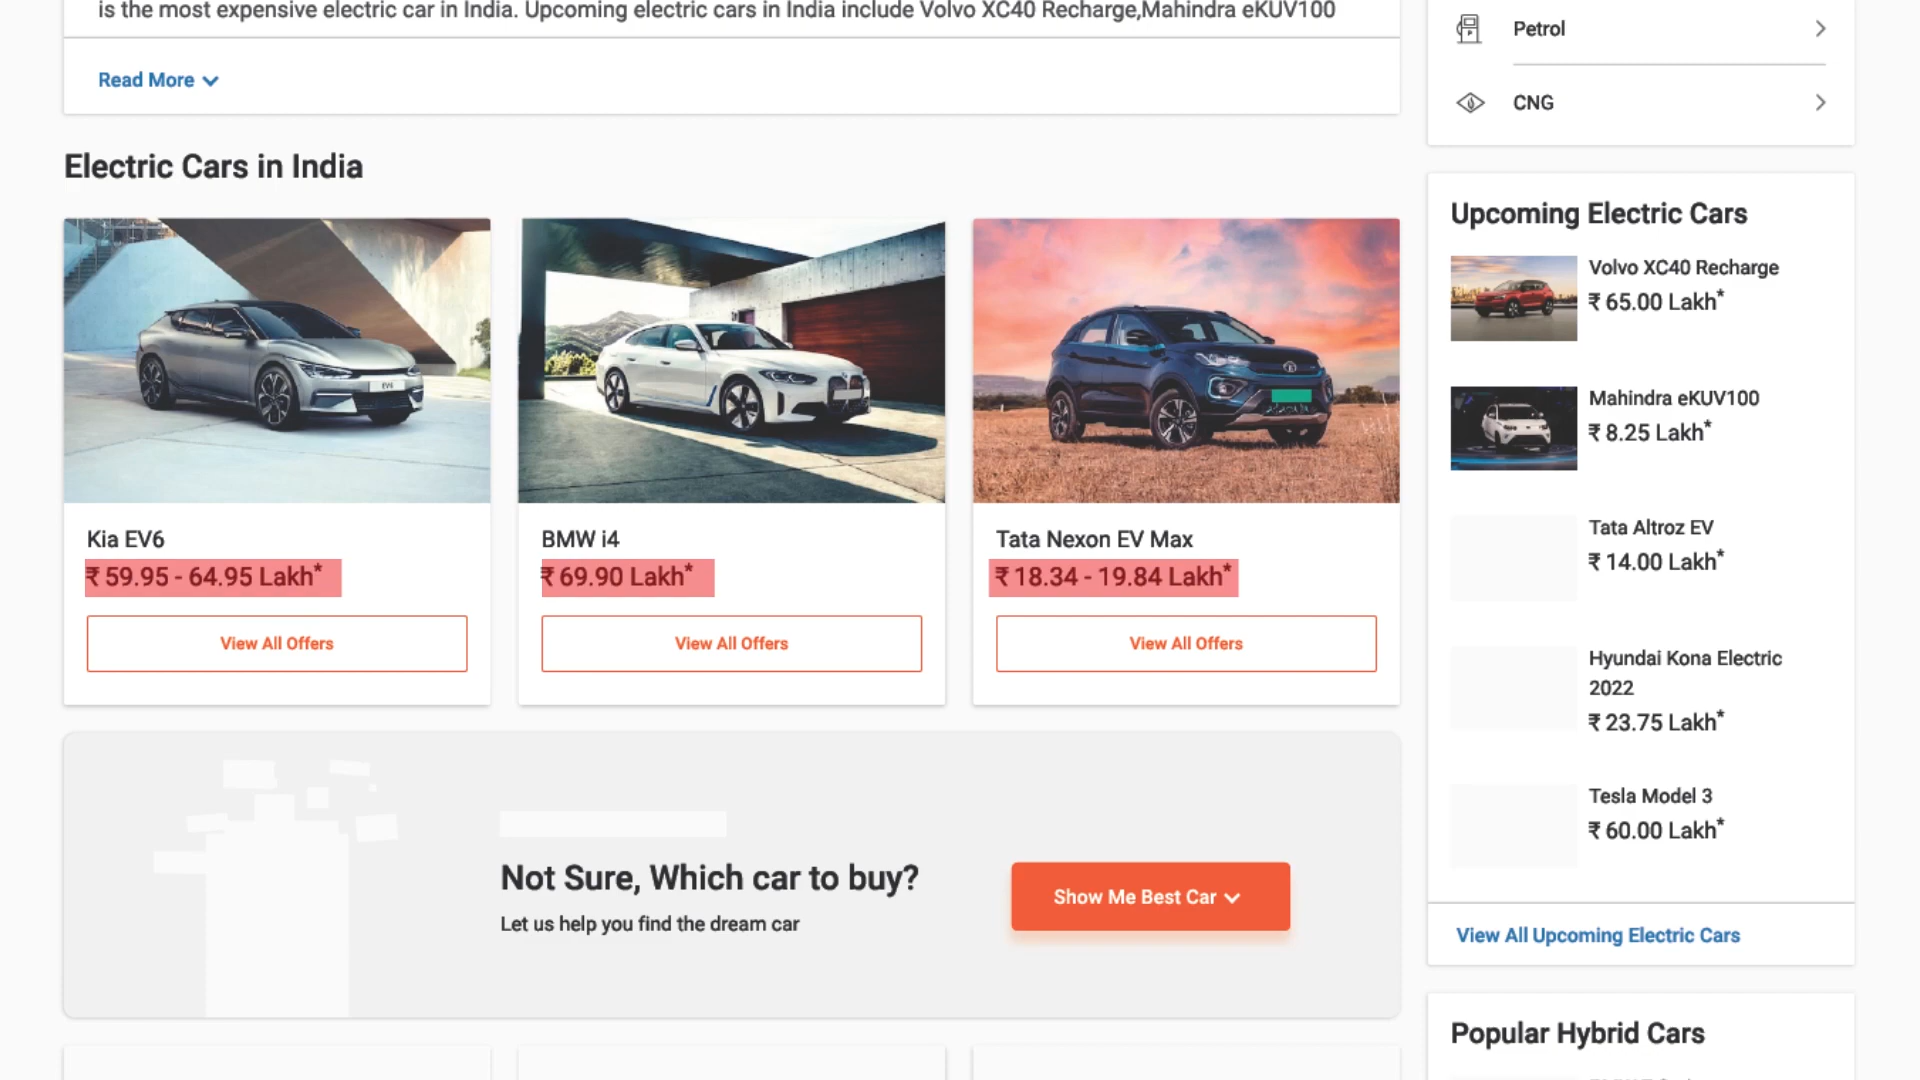 is the most expensive electric car in India. Upcoming electric cars in India include Volvo XC40 Recharge,Mahindra eKUV100
Read More
Electric Cars in India
EV6
Kia EV6
₹ 59.95 - 64.95 Lakh*
View All Offers
BMW i4
₹ 69.90 Lakh*
View All Offers
Tata Nexon EV Max
₹ 18.34 - 19.84 Lakh*
View All Offers
Not Sure, Which car to buy?
Let us help you find the dream car
Show Me Best Car
Petrol
CNG
Upcoming Electric Cars
Volvo XC40 Recharge
₹ 65.00 Lakh*
Mahindra eKUV100
₹ 8.25 Lakh*
Tata Altroz EV
₹ 14.00 Lakh*
Hyundai Kona Electric
2022
₹ 23.75 Lakh*
Tesla Model 3
₹ 60.00 Lakh*
View All Upcoming Electric Cars
Popular Hybrid Cars